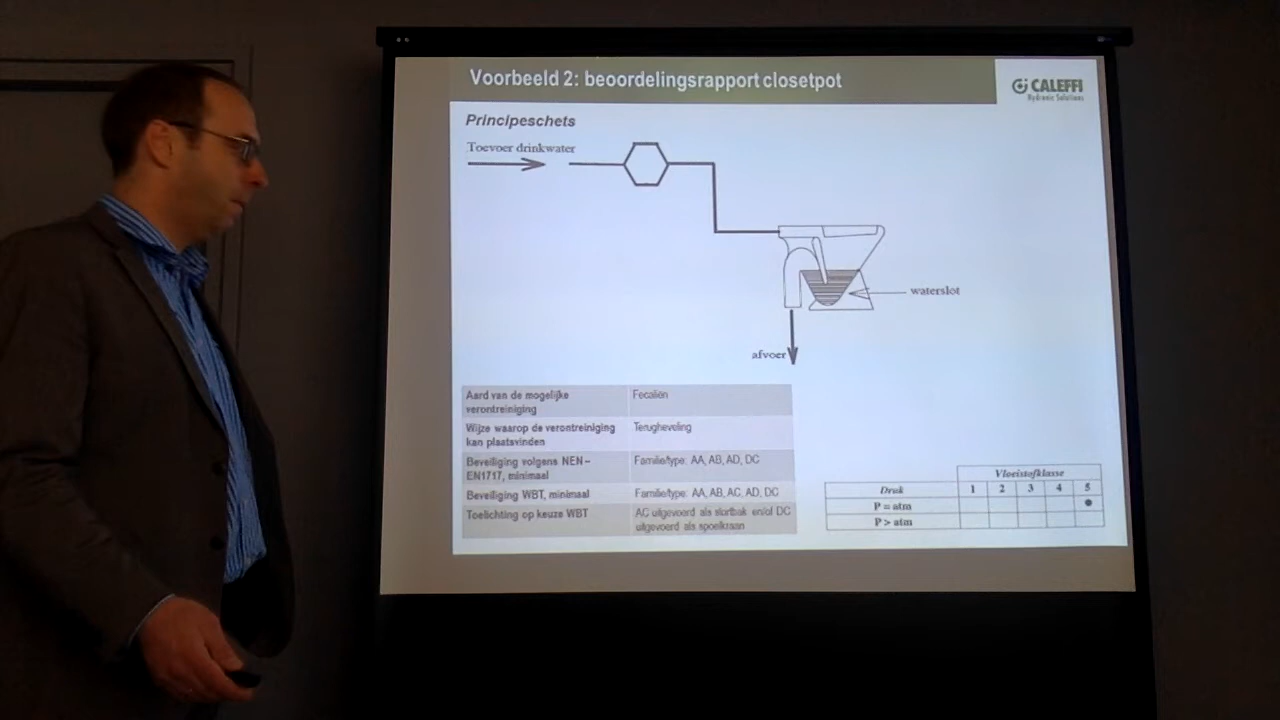 Voorbeeld 2: beoordelingsrapport closetpot
CALEFFI
Hydronic Solutions
Principeschets
Toevoer drinkwater
waterslot
afvoer
Aard van de mogelijke
verontreiniging
Fecaliën
Wijze waarop de verontreiniging
kan plaatsvinden
Terugheveling
Beveiliging volgens NEN –
EN1717, minimaal
Familie/type: AA, AB, AD, DC
Beveiliging WBT, minimaal
Familie/type: AA, AB, AC, AD, DC
Toelichting op keuze WBT
AC uitgevoerd als stortbak en/of DC
uitgevoerd als spoelkraan
Vloeistofklasse
Druk 1 2 3 4 5
P = atm
P > atm